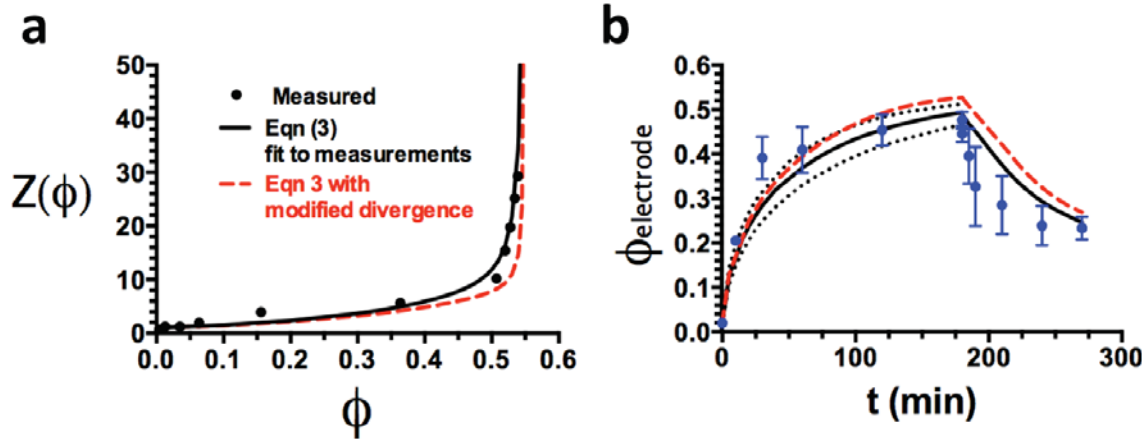 a
50
40
30
20
10
0
Z(ϕ)
Measured
Eqn (3)
fit to measurements
Eqn 3 with
modified divergence
0.0 0.1 0.2 0.3 0.4 0.5 0.6
ϕ
b
0.6
0.5
0.4
0.3
0.2
0.1
0.0
ϕelectrode
0 100 200 300
t (min)